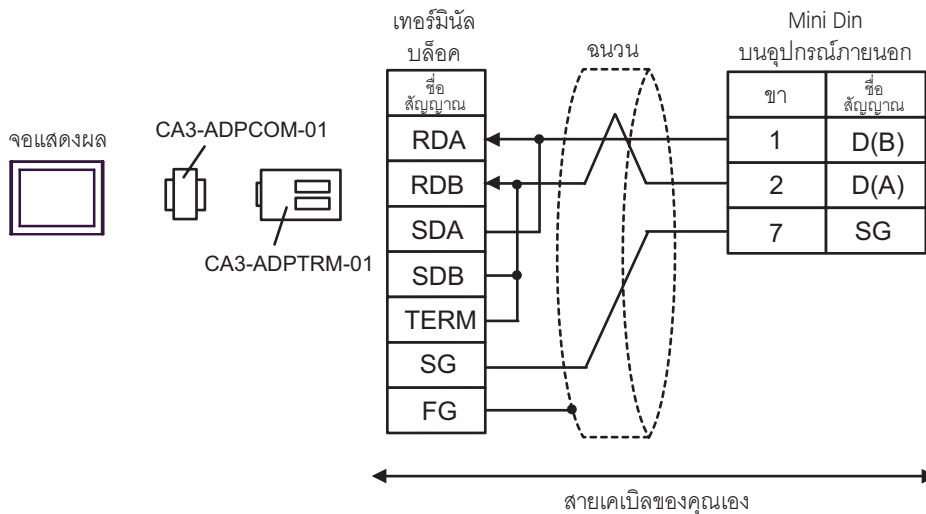 เทอร์มินัล
บล็อค
ฉนวน
Mini Din
บนอุปกรณ์ภายนอก
ชื่อ
สัญญาณ
ขา
ชื่อ
สัญญาณ
จอแสดงผล
CA3-ADPCOM-01
CA3-ADPTRM-01
RDA
1
D(B)
RDB
2
D(A)
SDA
7
SG
SDB
TERM
SG
FG
สายเคเบิลของคุณเอง